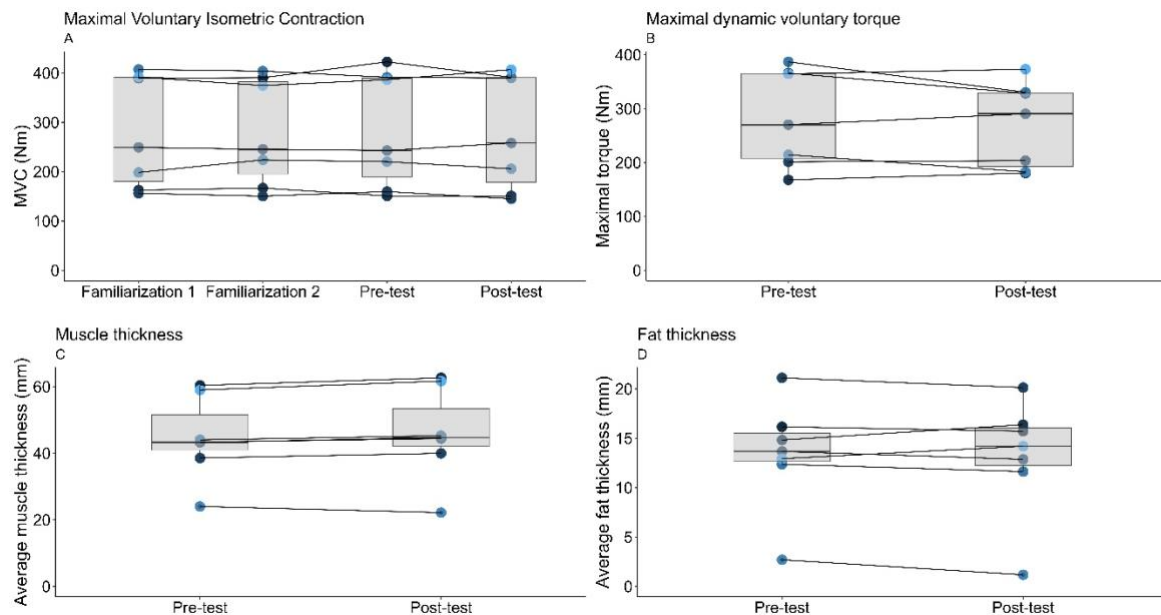 Maximal Voluntary Isometric Contraction
A
MVC (Nm)
400
300
200
100
0
Familiarization 1
Familiarization 2
Pre-test
Post-test
Maximal dynamic voluntary torque
B
Maximal torque (Nm)
400
300
200
100
0
Pre-test
Post-test
Muscle thickness
C
Average muscle thickness (mm)
60
40
20
0
Pre-test
Post-test
Fat thickness
D
Average fat thickness (mm)
20
15
10
5
0
Pre-test
Post-test